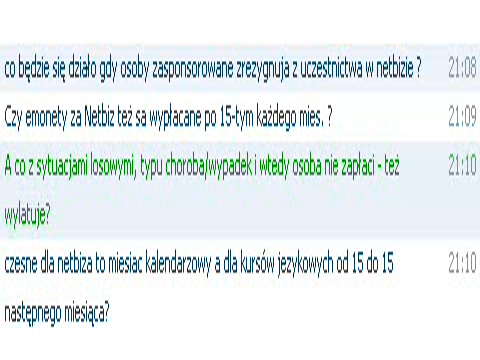 co będzie się działo gdy osoby zasponsorowane zrezygnuja z uczestnictwa w netbizie ? 21:08
Czy emonety za Netbiz też sa wypłacane po 15-tym każdego mies. ? 21:09
A co z sytuacjami losowymi, typu choroba/wypadek i wtedy osoba nie zapłaci - też 21:10
wylatuje?
czesne dla netbiza to miesiac kalendarzowy a dla kursów jezykowych od 15 do 15 21:10
następnego miesiąca?